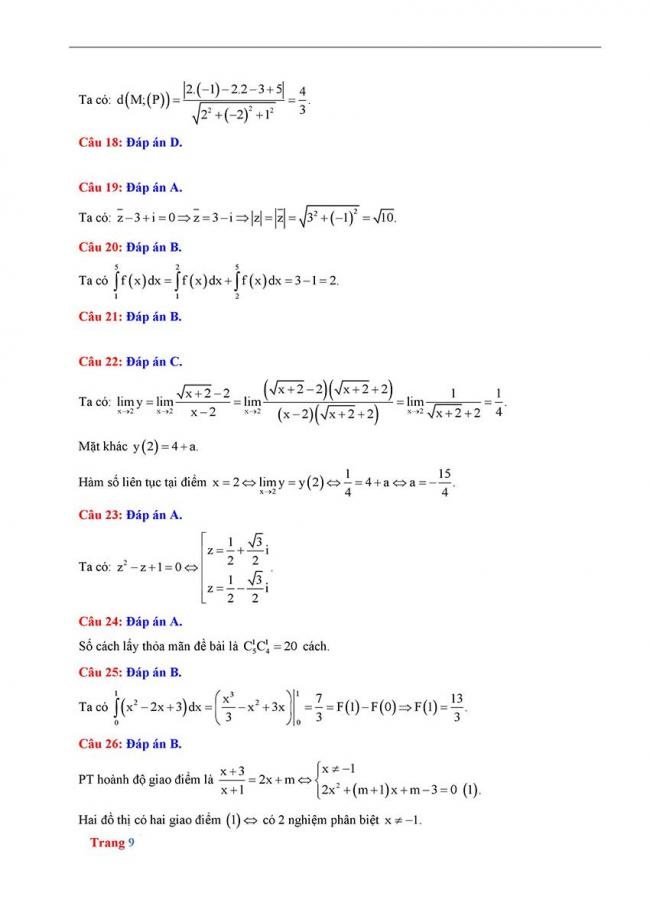 Ta có: d(M;(P)) = |2.(−1)−2.2−3+5| / √(2² + (−2)² + 1²) = 4/3.
Câu 18: Đáp án D.
Câu 19: Đáp án A.
Ta có: z̄ − 3 + i = 0 ⇒ z̄ = 3 − i ⇒ |z| = |z̄| = √(3² + (−1)²) = √10.
Câu 20: Đáp án B.
Ta có ∫₁⁵ f(x)dx = ∫₁² f(x)dx + ∫₂⁵ f(x)dx = 3 − 1 = 2.
Câu 21: Đáp án B.
Câu 22: Đáp án C.
Ta có: lim_{x→2} y = lim_{x→2} (√(x+2) − 2)/(x − 2) = lim_{x→2} (√(x+2) − 2)(√(x+2) + 2)/((x − 2)(√(x+2) + 2)) = lim_{x→2} 1/(√(x+2) + 2) = 1/4.
Mặt khác y(2) = 4 + a.
Hàm số liên tục tại điểm x = 2 ⇔ lim_{x→2} y = y(2) ⇔ 1/4 = 4 + a ⇔ a = −15/4.
Câu 23: Đáp án A.
Ta có: z² − z + 1 = 0 ⇔ [ z = 1/2 + (√3/2)i
z = 1/2 − (√3/2)i .
Câu 24: Đáp án A.
Số cách lấy thỏa mãn đề bài là C₅¹C₄¹ = 20 cách.
Câu 25: Đáp án B.
Ta có ∫₀¹ (x² − 2x + 3)dx = (x³/3 − x² + 3x)|₀¹ = 7/3 = F(1) − F(0) ⇒ F(1) = 13/3.
Câu 26: Đáp án B.
PT hoành độ giao điểm là (x+3)/(x+1) = 2x + m ⇔ { x ≠ −1
2x² + (m+1)x + m − 3 = 0 (1).
Hai đồ thị có hai giao điểm (1) ⇔ có 2 nghiệm phân biệt x ≠ −1.
Trang 9